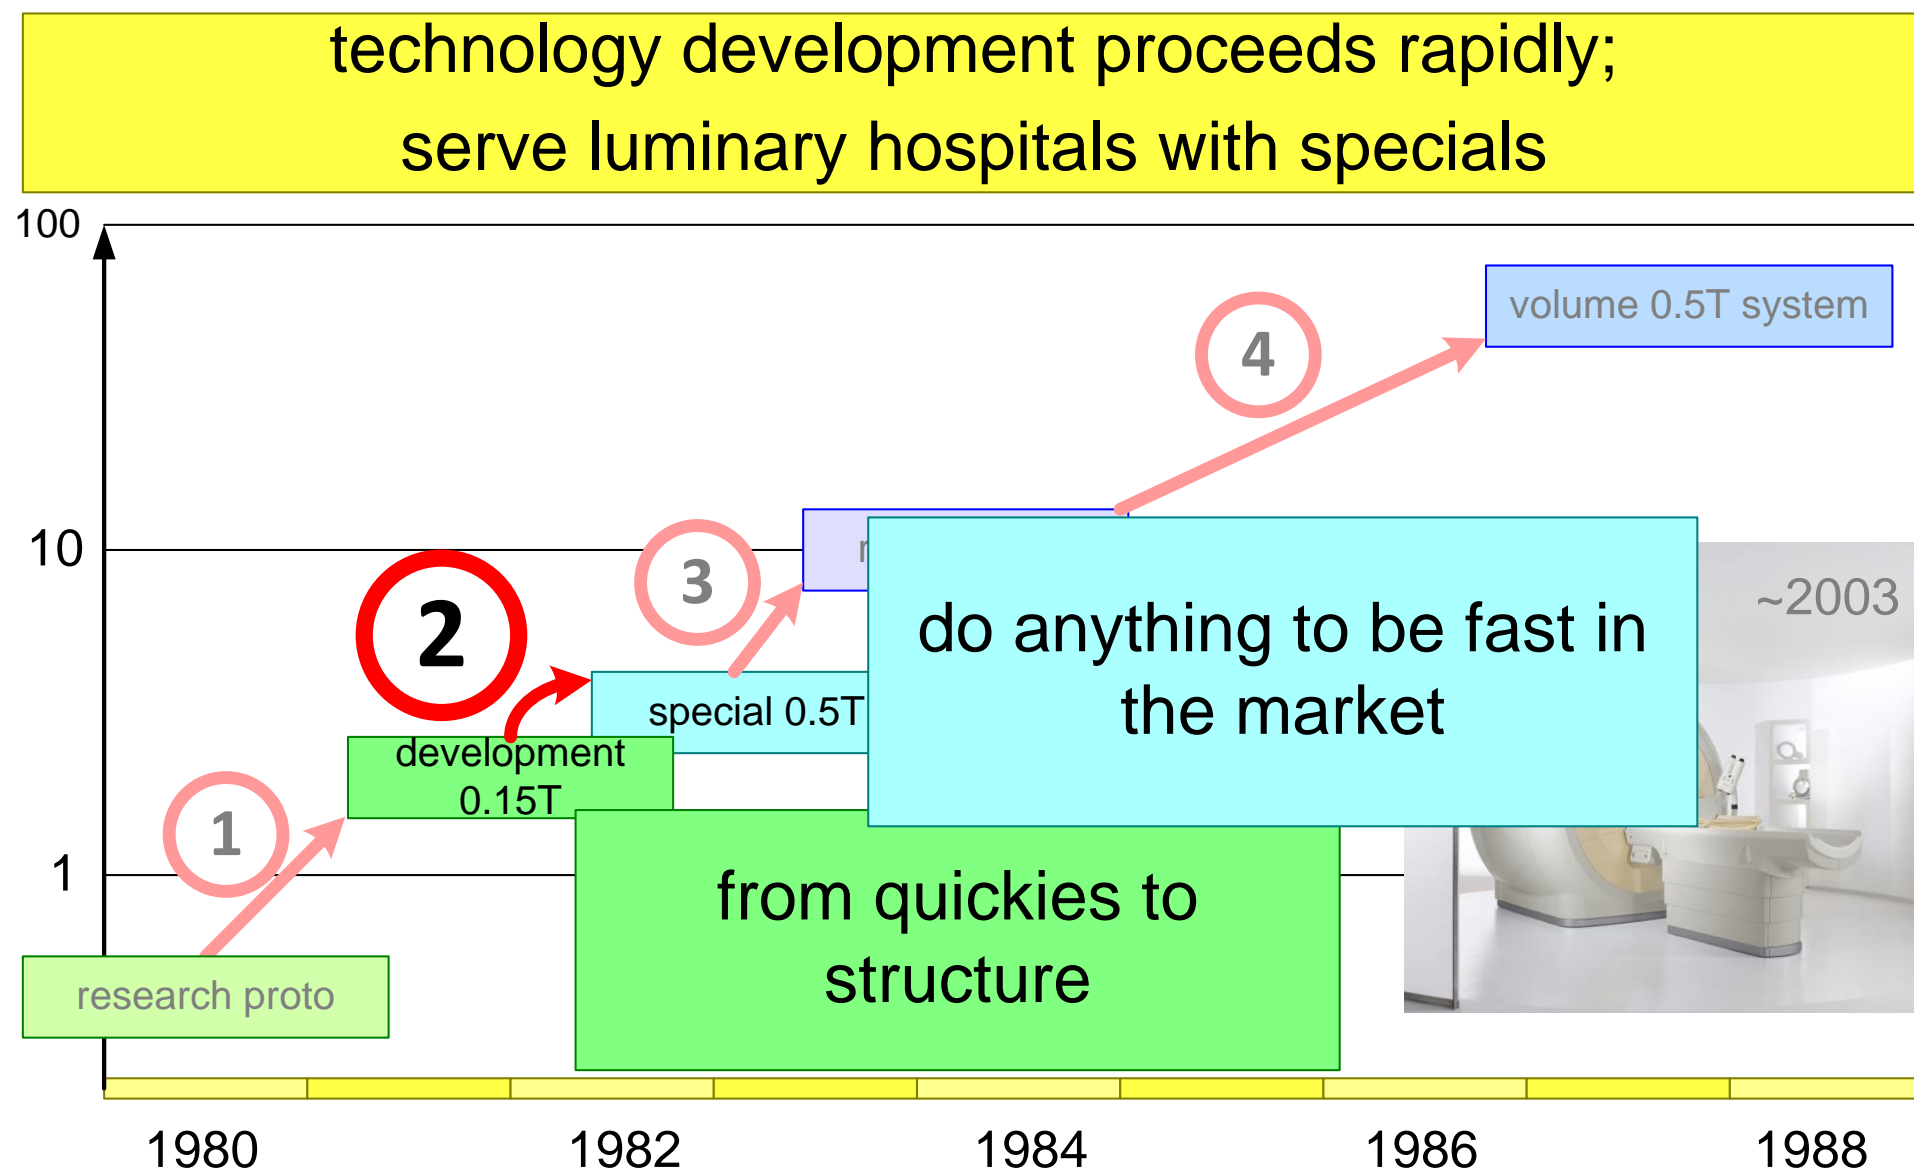 technology development proceeds rapidly;
serve luminary hospitals with specials
100
volume 0.5T system
4
10
3
~2003
do anything to be fast in
the market
2
special 0.5T
development
0.15T
1
1
from quickies to
structure
research proto
1980 1982 1984 1986 1988